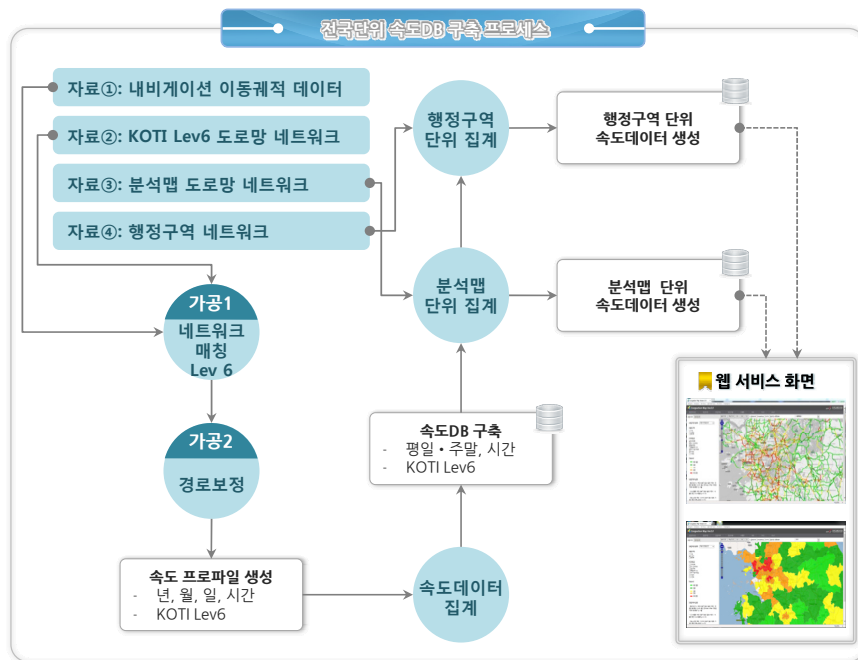 전국단위 속도DB 구축 프로세스
자료①: 내비게이션 이동궤적 데이터
자료②: KOTI Lev6 도로망 네트워크
자료③: 분석맵 도로망 네트워크
자료④: 행정구역 네트워크
행정구역
단위 집계
행정구역 단위
속도데이터 생성
분석맵
단위 집계
분석맵 단위
속도데이터 생성
가공1
네트워크
매칭
Lev 6
가공2
경로보정
속도 프로파일 생성
- 년, 월, 일, 시간
- KOTI Lev6
속도데이터
집계
속도DB 구축
- 평일・주말, 시간
- KOTI Lev6
웹 서비스 화면